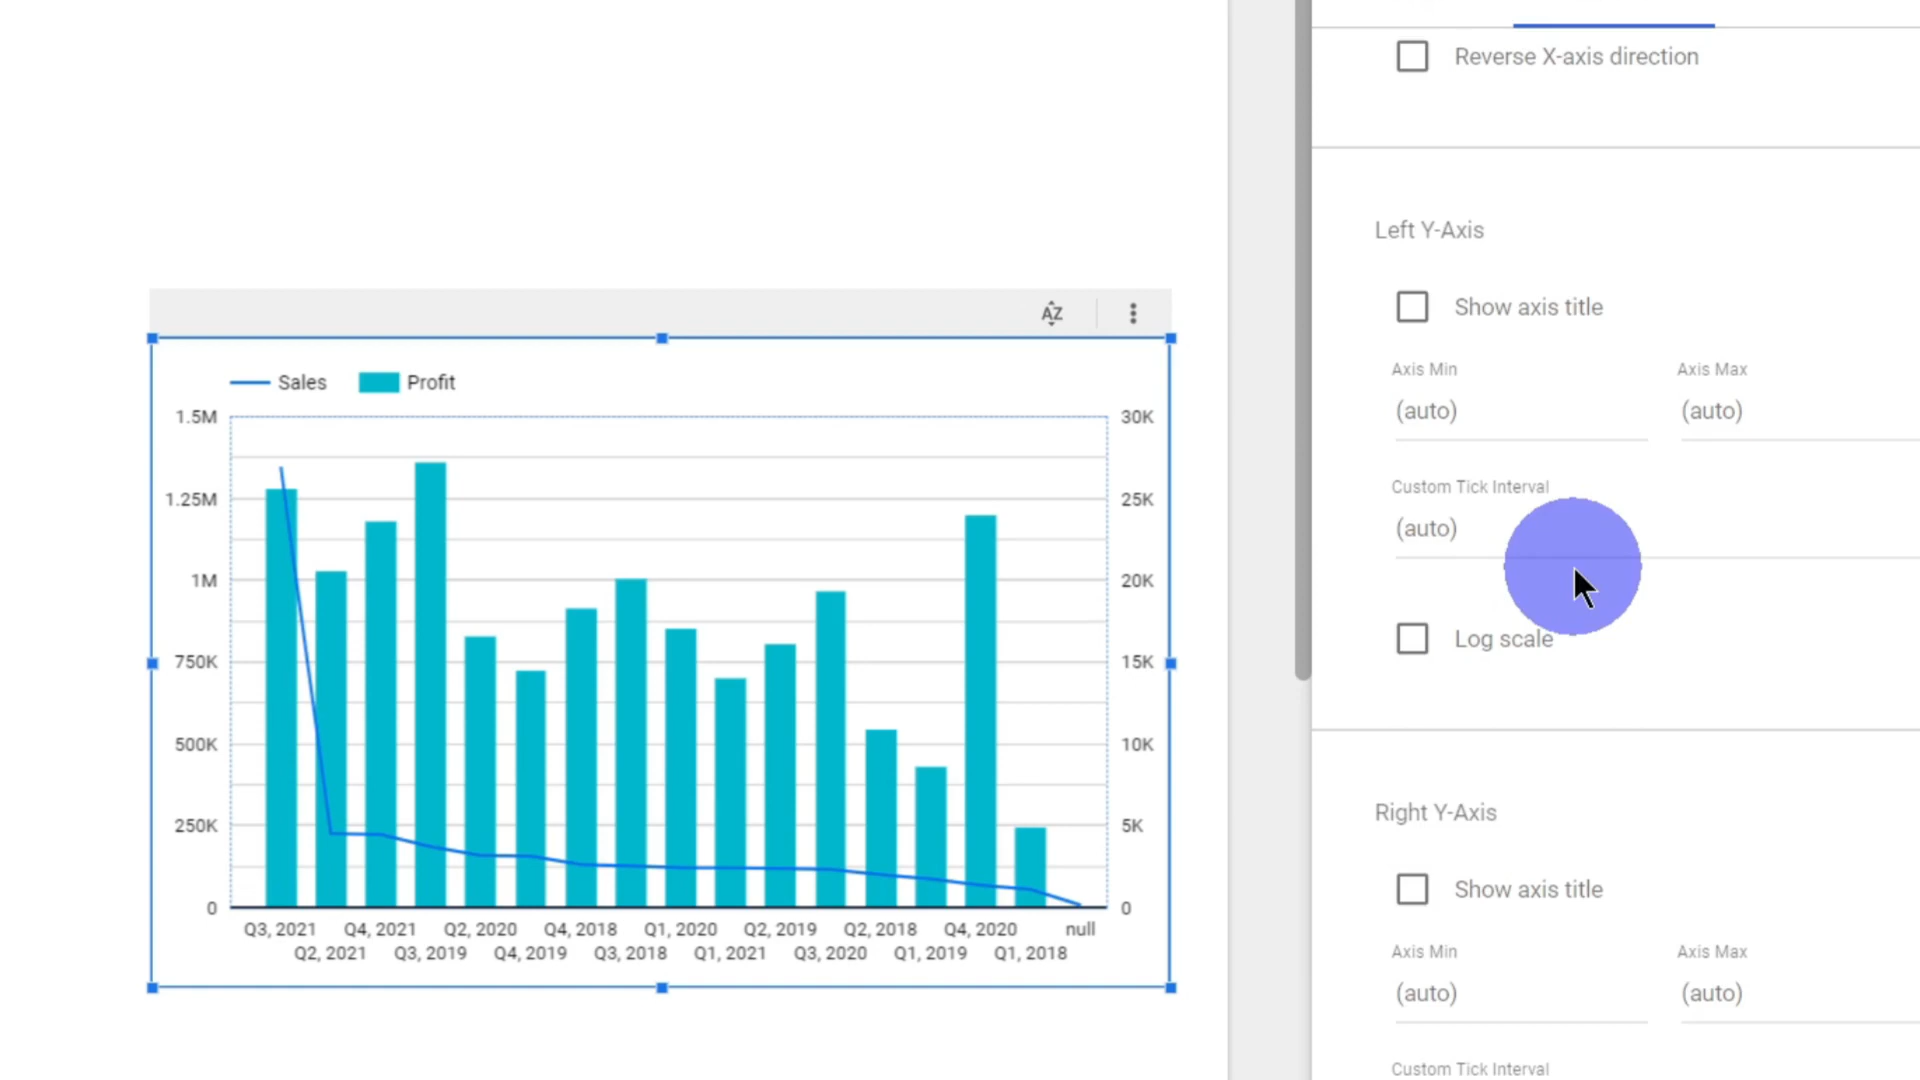 Reverse X-axis direction
Left Y-Axis
Show axis title
Axis Min Axis Max
(auto) (auto)
Custom Tick Interval
(auto)
Log scale
Right Y-Axis
Show axis title
Axis Min Axis Max
(auto) (auto)
Custom Tick Interval
AZ
Sales Profit
1.5M 30K
1.25M 25K
1M 20K
750K 15K
500K 10K
250K 5K
0 0
Q3, 2021 Q4, 2021 Q2, 2020 Q4, 2018 Q1, 2020 Q2, 2019 Q2, 2018 Q4, 2020 null
Q2, 2021 Q3, 2019 Q4, 2019 Q3, 2018 Q1, 2021 Q3, 2020 Q1, 2019 Q1, 2018